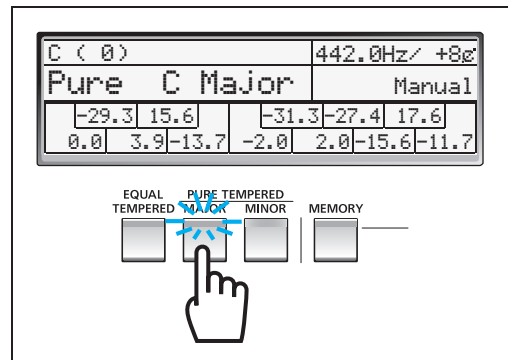 C ( 0) 442.0Hz/ +8¢
Pure C Major Manual
-29.3 15.6 -31.3 -27.4 17.6
0.0 3.9 -13.7 -2.0 2.0 -15.6 -11.7
EQUAL TEMPERED PURE TEMPERED MAJOR MINOR MEMORY